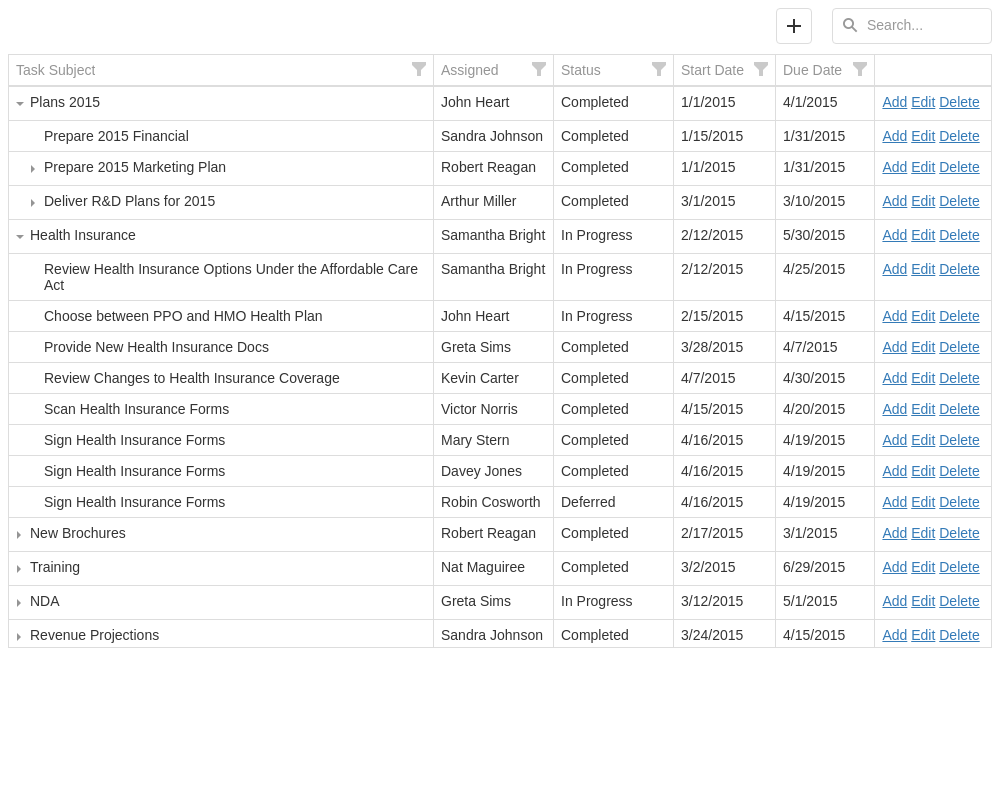 Search...
Task Subject Assigned Status Start Date Due Date
Plans 2015 John Heart Completed 1/1/2015 4/1/2015 Add Edit Delete
Prepare 2015 Financial Sandra Johnson Completed 1/15/2015 1/31/2015 Add Edit Delete
Prepare 2015 Marketing Plan Robert Reagan Completed 1/1/2015 1/31/2015 Add Edit Delete
Deliver R&D Plans for 2015 Arthur Miller Completed 3/1/2015 3/10/2015 Add Edit Delete
Health Insurance Samantha Bright In Progress 2/12/2015 5/30/2015 Add Edit Delete
Review Health Insurance Options Under the Affordable Care Samantha Bright In Progress 2/12/2015 4/25/2015 Add Edit Delete
Act
Choose between PPO and HMO Health Plan John Heart In Progress 2/15/2015 4/15/2015 Add Edit Delete
Provide New Health Insurance Docs Greta Sims Completed 3/28/2015 4/7/2015 Add Edit Delete
Review Changes to Health Insurance Coverage Kevin Carter Completed 4/7/2015 4/30/2015 Add Edit Delete
Scan Health Insurance Forms Victor Norris Completed 4/15/2015 4/20/2015 Add Edit Delete
Sign Health Insurance Forms Mary Stern Completed 4/16/2015 4/19/2015 Add Edit Delete
Sign Health Insurance Forms Davey Jones Completed 4/16/2015 4/19/2015 Add Edit Delete
Sign Health Insurance Forms Robin Cosworth Deferred 4/16/2015 4/19/2015 Add Edit Delete
New Brochures Robert Reagan Completed 2/17/2015 3/1/2015 Add Edit Delete
Training Nat Maguiree Completed 3/2/2015 6/29/2015 Add Edit Delete
NDA Greta Sims In Progress 3/12/2015 5/1/2015 Add Edit Delete
Revenue Projections Sandra Johnson Completed 3/24/2015 4/15/2015 Add Edit Delete